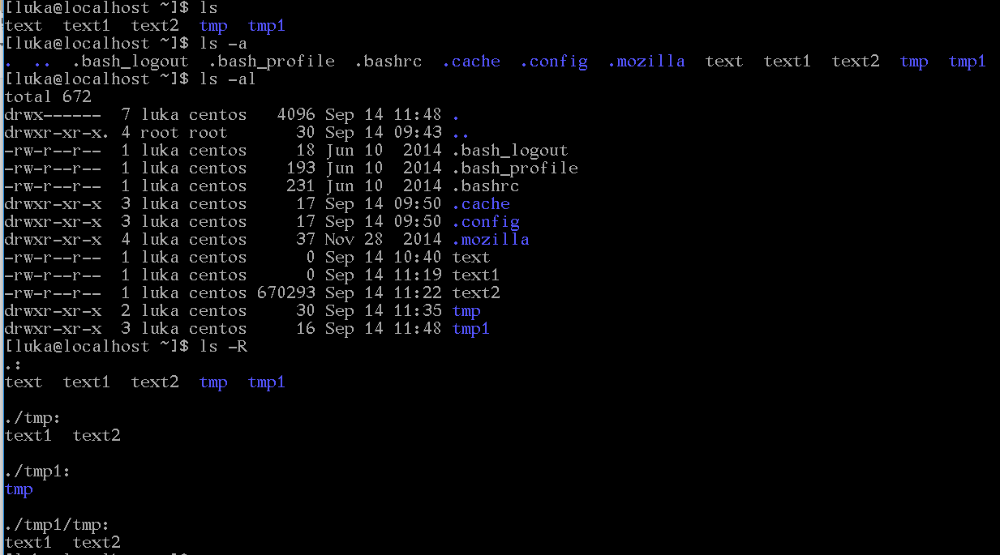 [luka@localhost ~]$ ls
text  text1  text2  tmp  tmp1
[luka@localhost ~]$ ls -a
.  ..  .bash_logout  .bash_profile  .bashrc  .cache  .config  .mozilla  text  text1  text2  tmp  tmp1
[luka@localhost ~]$ ls -al
total 672
drwx------  7 luka centos   4096 Sep 14 11:48 .
drwxr-xr-x. 4 root root       30 Sep 14 09:43 ..
-rw-r--r--  1 luka centos     18 Jun 10  2014 .bash_logout
-rw-r--r--  1 luka centos    193 Jun 10  2014 .bash_profile
-rw-r--r--  1 luka centos    231 Jun 10  2014 .bashrc
drwxr-xr-x  3 luka centos     17 Sep 14 09:50 .cache
drwxr-xr-x  3 luka centos     17 Sep 14 09:50 .config
drwxr-xr-x  4 luka centos     37 Nov 28  2014 .mozilla
-rw-r--r--  1 luka centos      0 Sep 14 10:40 text
-rw-r--r--  1 luka centos      0 Sep 14 11:19 text1
-rw-r--r--  1 luka centos 670293 Sep 14 11:22 text2
drwxr-xr-x  2 luka centos     30 Sep 14 11:35 tmp
drwxr-xr-x  3 luka centos     16 Sep 14 11:48 tmp1
[luka@localhost ~]$ ls -R
.:
text  text1  text2  tmp  tmp1
./tmp:
text1  text2
./tmp1:
tmp
./tmp1/tmp:
text1  text2